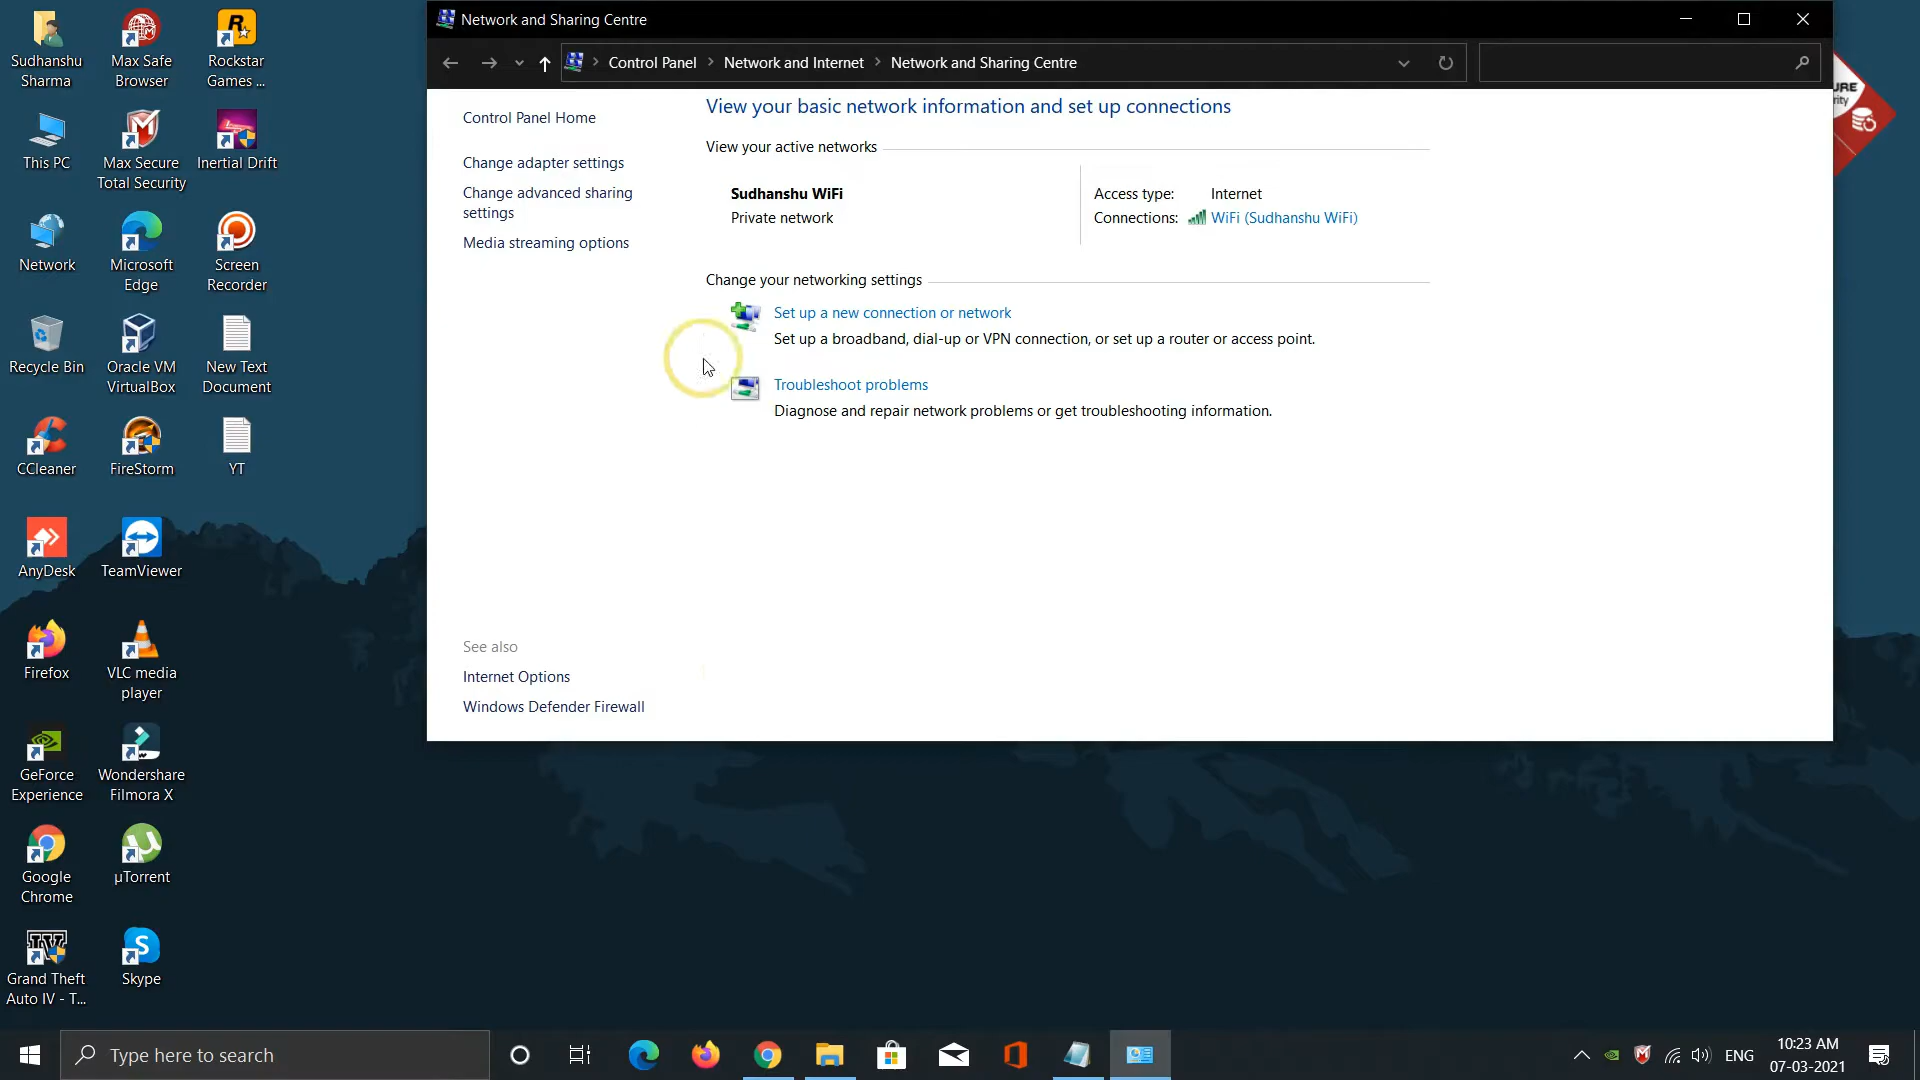 Sudhanshu
Sharma
Max Safe
Browser
Rockstar
Games ...
This PC
Max Secure
Total Security
Inertial Drift
Network
Microsoft
Edge
Screen
Recorder
Recycle Bin
Oracle VM
VirtualBox
New Text
Document
CCleaner
FireStorm
YT
AnyDesk
TeamViewer
Firefox
VLC media
player
GeForce
Experience
Wondershare
Filmora X
Google
Chrome
µTorrent
Grand Theft
Auto IV - T...
Skype
Network and Sharing Centre
Control Panel > Network and Internet > Network and Sharing Centre
Control Panel Home
Change adapter settings
Change advanced sharing
settings
Media streaming options
See also
Internet Options
Windows Defender Firewall
View your basic network information and set up connections
View your active networks
Sudhanshu WiFi
Private network
Access type: Internet
Connections: WiFi (Sudhanshu WiFi)
Change your networking settings
Set up a new connection or network
Set up a broadband, dial-up or VPN connection, or set up a router or access point.
Troubleshoot problems
Diagnose and repair network problems or get troubleshooting information.
Type here to search
ENG
10:23 AM
07-03-2021